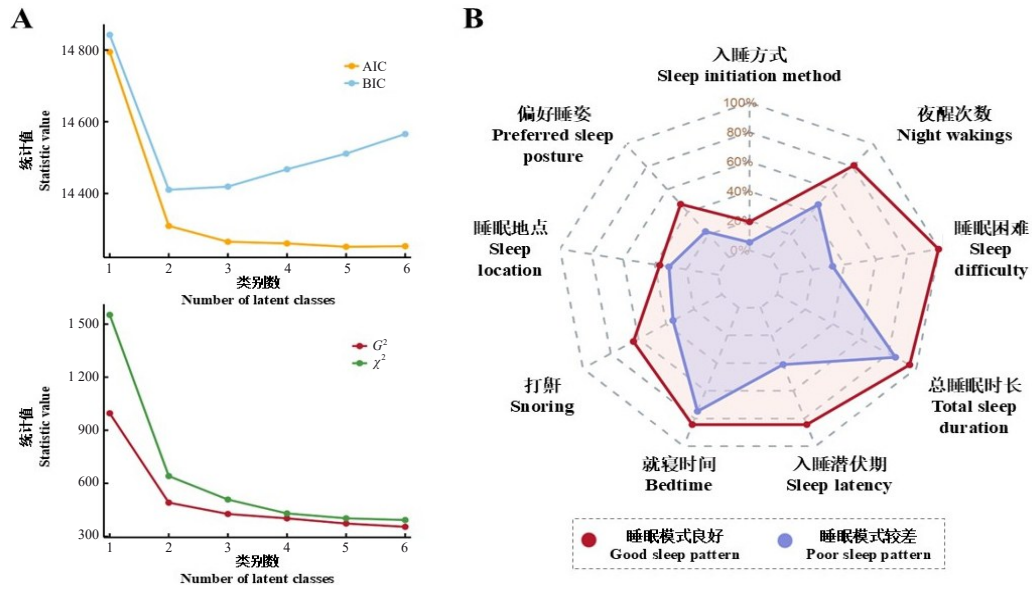 A
14 800
14 600
14 400
统计值
Statistic value
AIC
BIC
1 2 3 4 5 6
类别数
Number of latent classes
1 500
1 200
900
600
300
统计值
Statistic value
G²
χ²
1 2 3 4 5 6
类别数
Number of latent classes
B
入睡方式
Sleep initiation method
夜醒次数
Night wakings
睡眠困难
Sleep
difficulty
总睡眠时长
Total sleep
duration
入睡潜伏期
Sleep latency
就寝时间
Bedtime
打鼾
Snoring
睡眠地点
Sleep
location
偏好睡姿
Preferred sleep
posture
100%
80%
60%
40%
20%
0%
睡眠模式良好
Good sleep pattern
睡眠模式较差
Poor sleep pattern